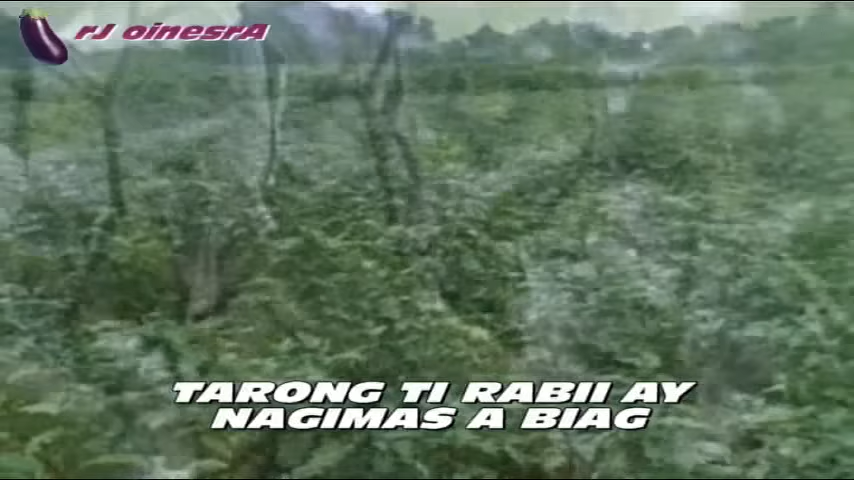 rJ oinesrA
TARONG TI RABII AY
NAGIMAS A BIAG